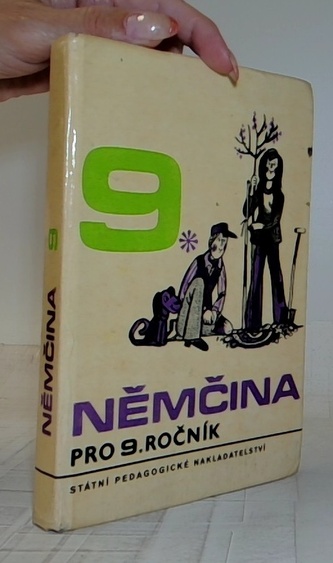 9
NĚMČINA
PRO 9. ROČNÍK
STÁTNÍ PEDAGOGICKÉ NAKLADATELSTVÍ
NĚMČINA 9